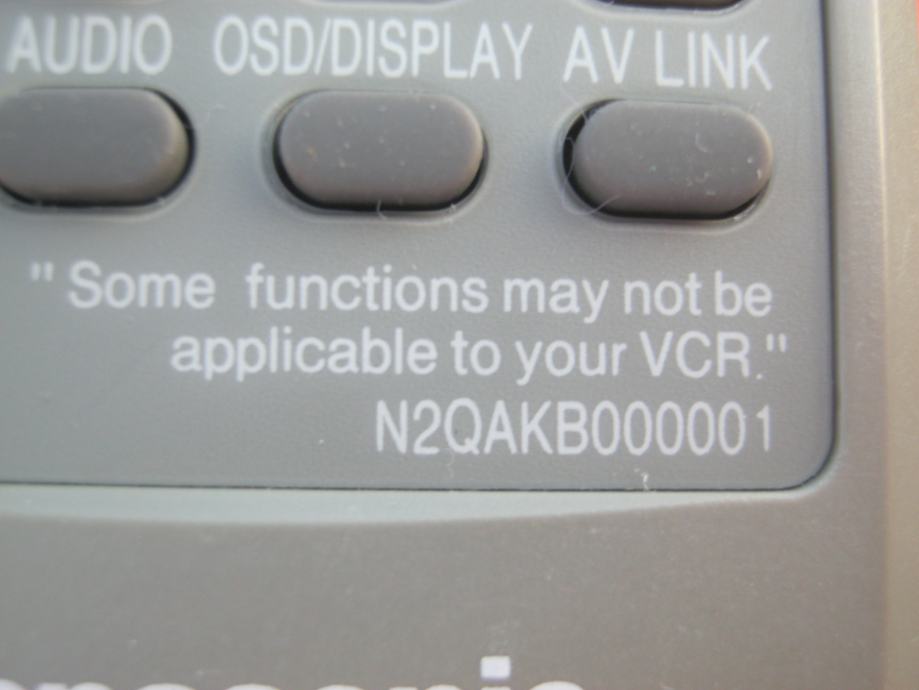 AUDIO OSD/DISPLAY AV LINK
" Some functions may not be
applicable to your VCR."
N2QAKB000001